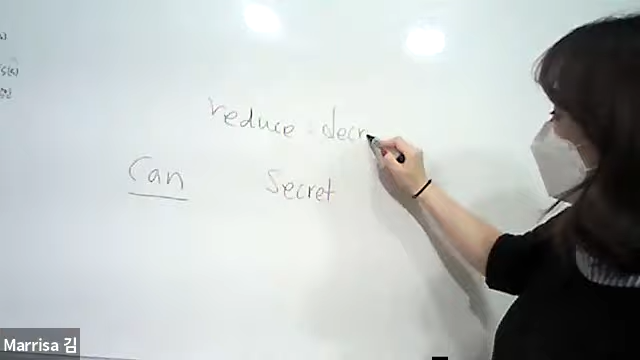 reduce : decr
Can Secret
Marrisa 김